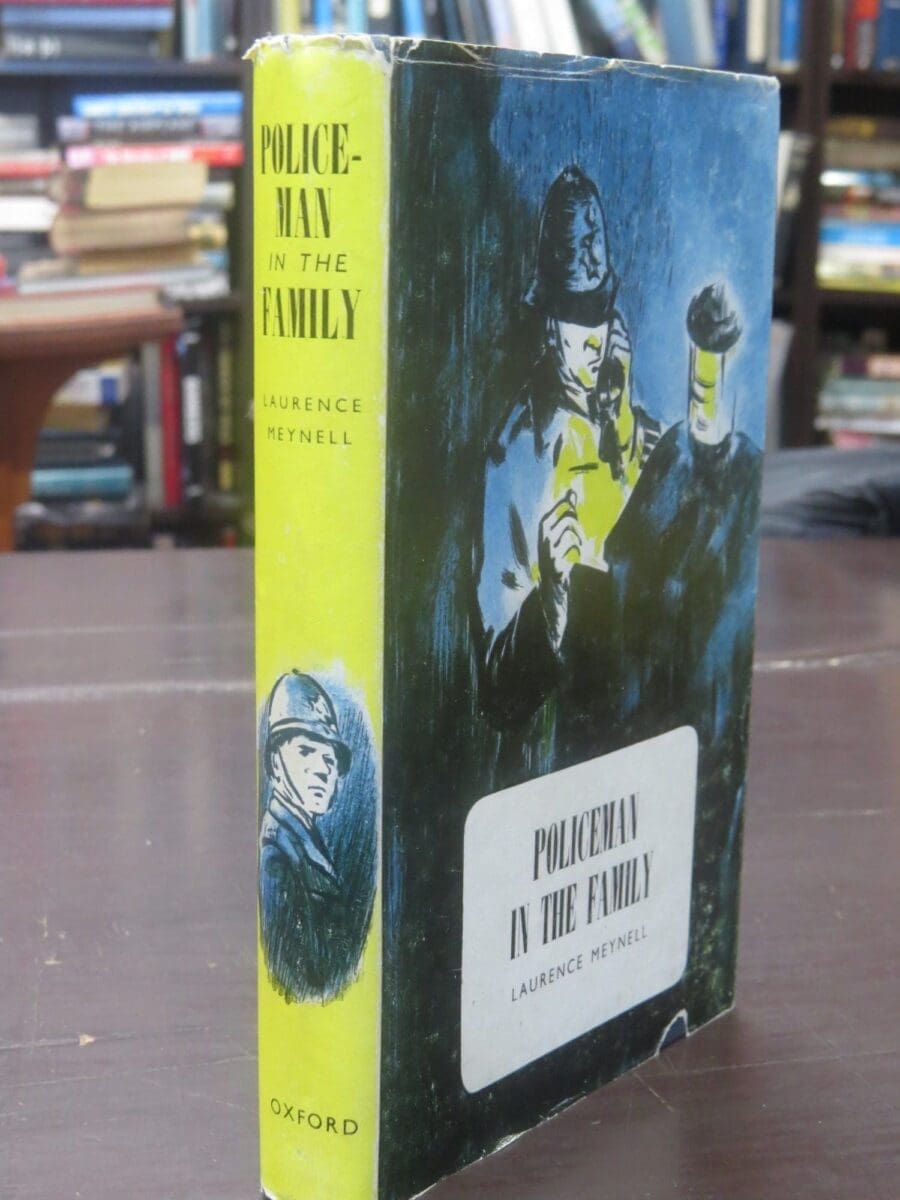 POLICE-
MAN
IN THE
FAMILY
LAURENCE
MEYNELL
OXFORD
POLICEMAN
IN THE FAMILY
LAURENCE MEYNELL